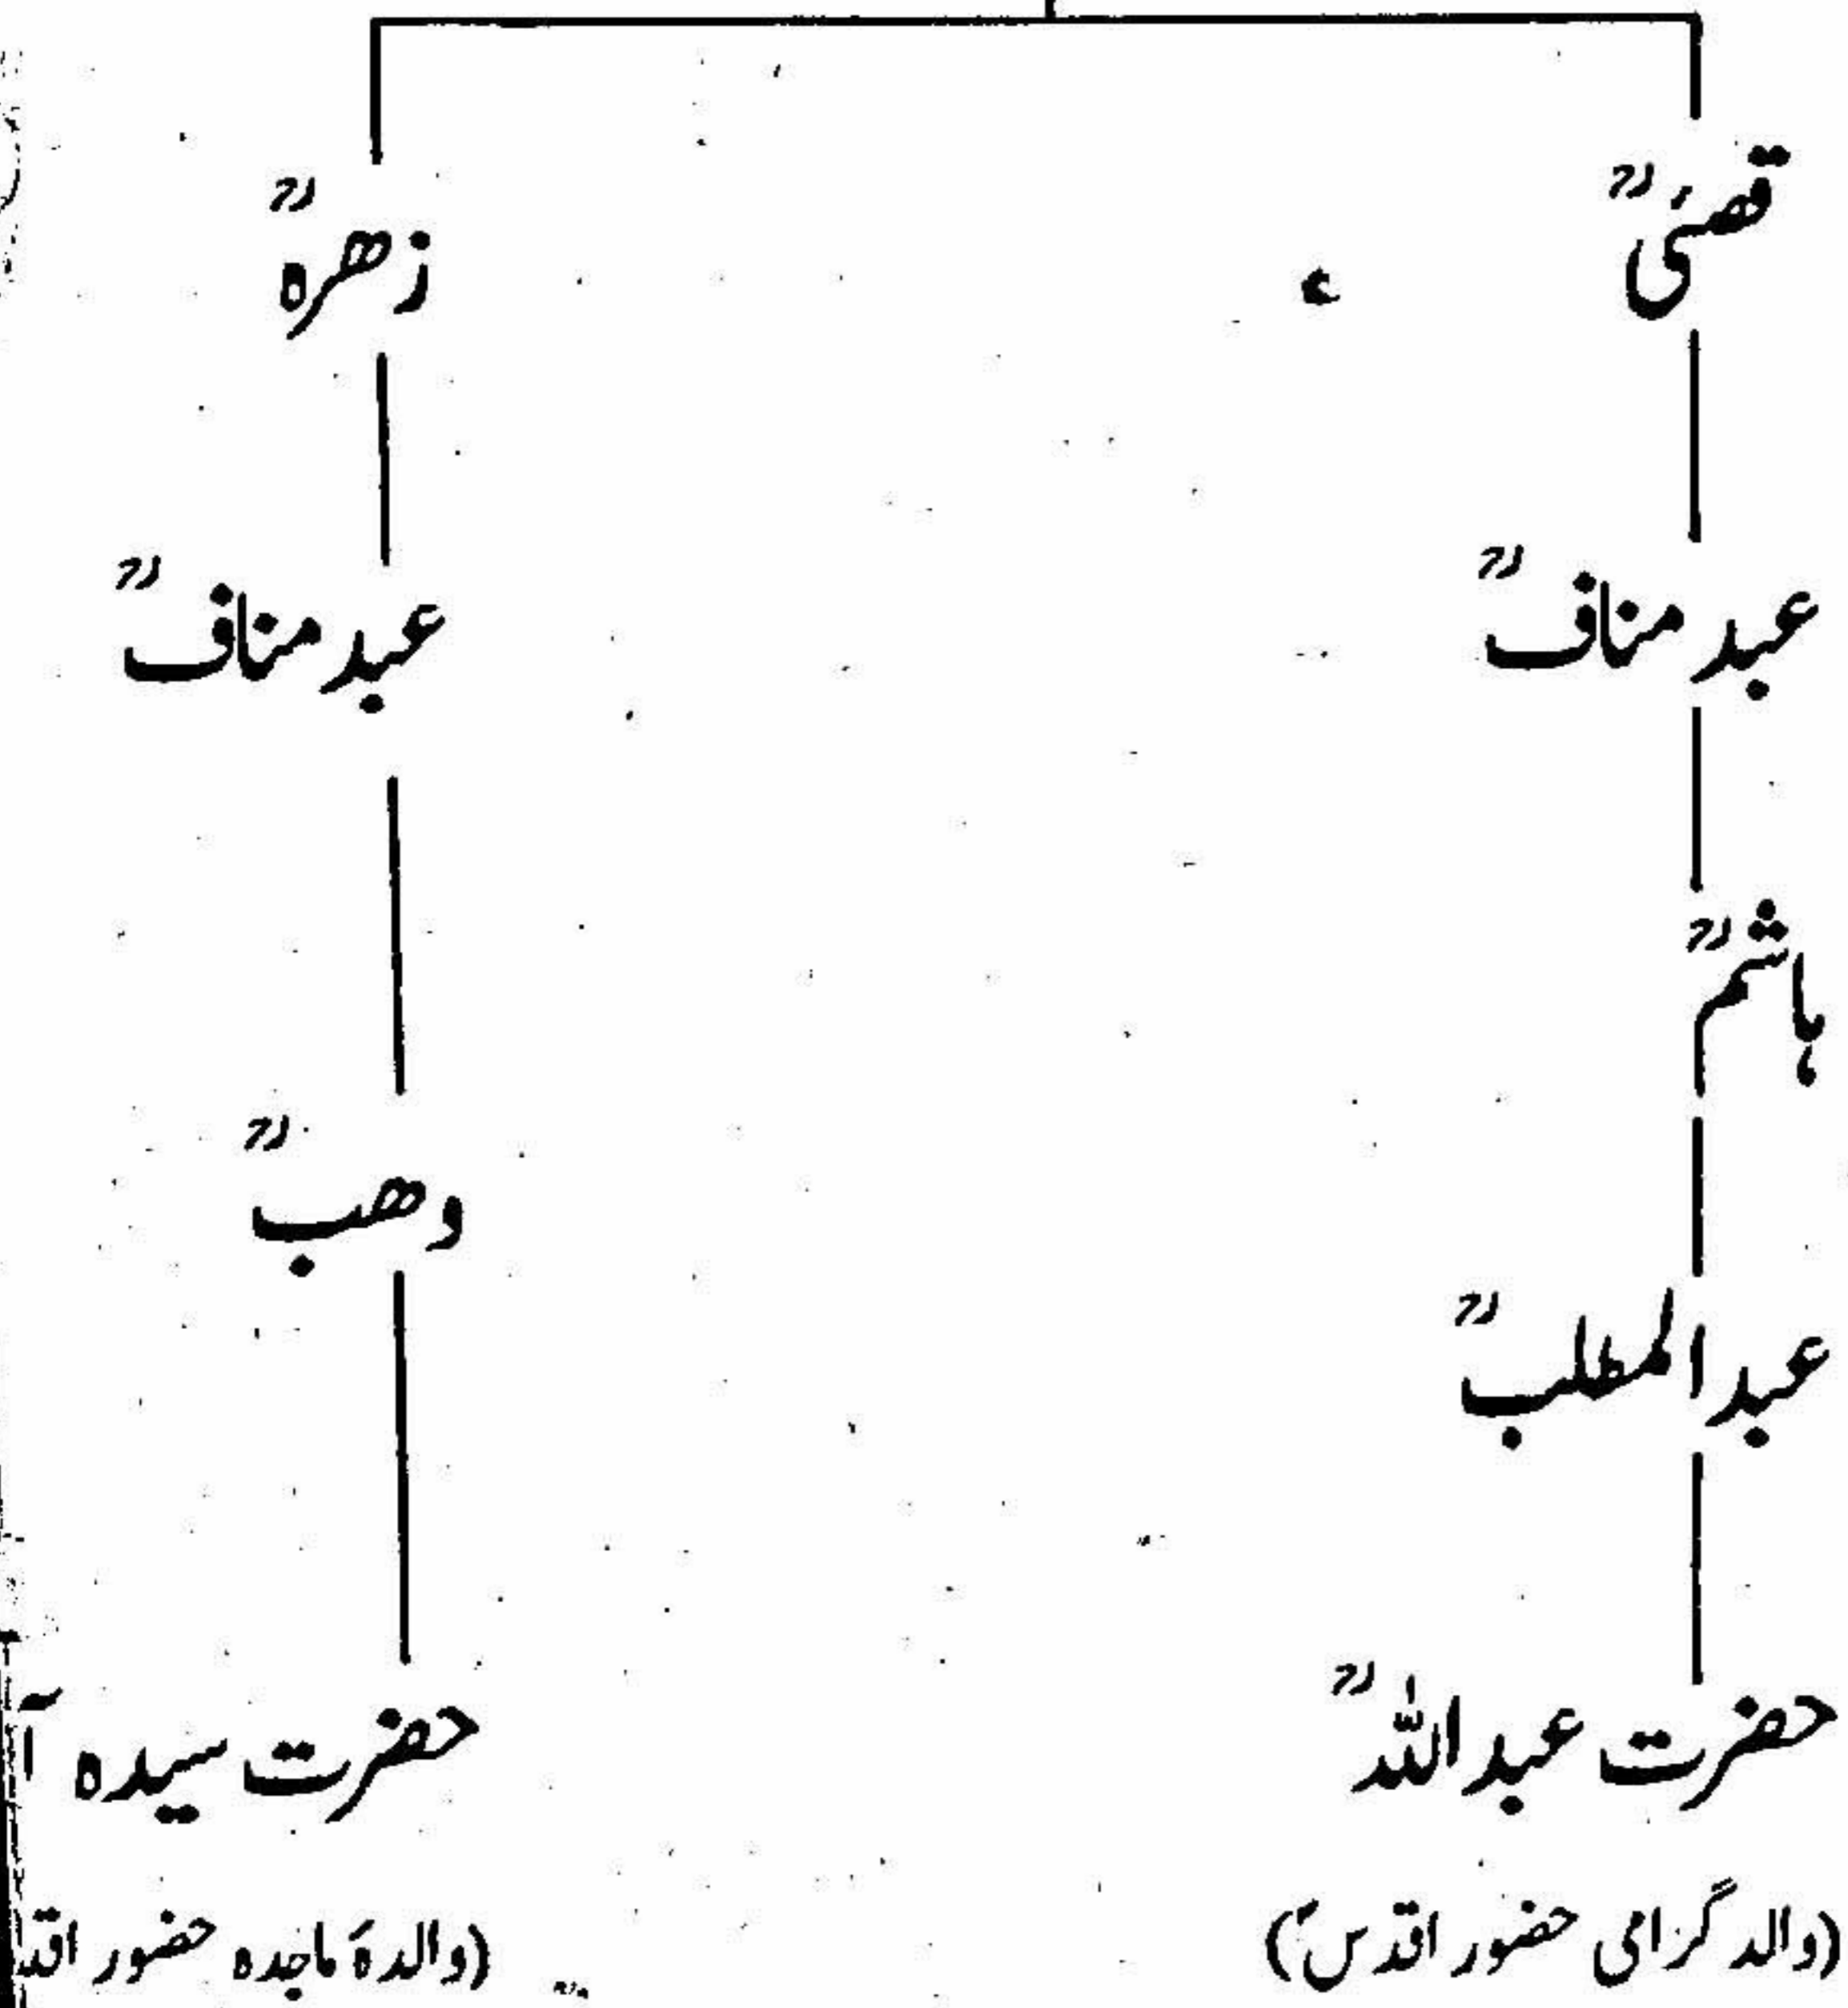 قصیؑ زھرہؑ
عبد منافؑ عبد منافؑ
ہاشمؑ
وھبؑ
عبد المطلبؑ
حضرت عبد اللہؑ حضرت سیدہ
(والد گرامی حضور اقدسؐ) (والدہٴ ماجدہ حضور